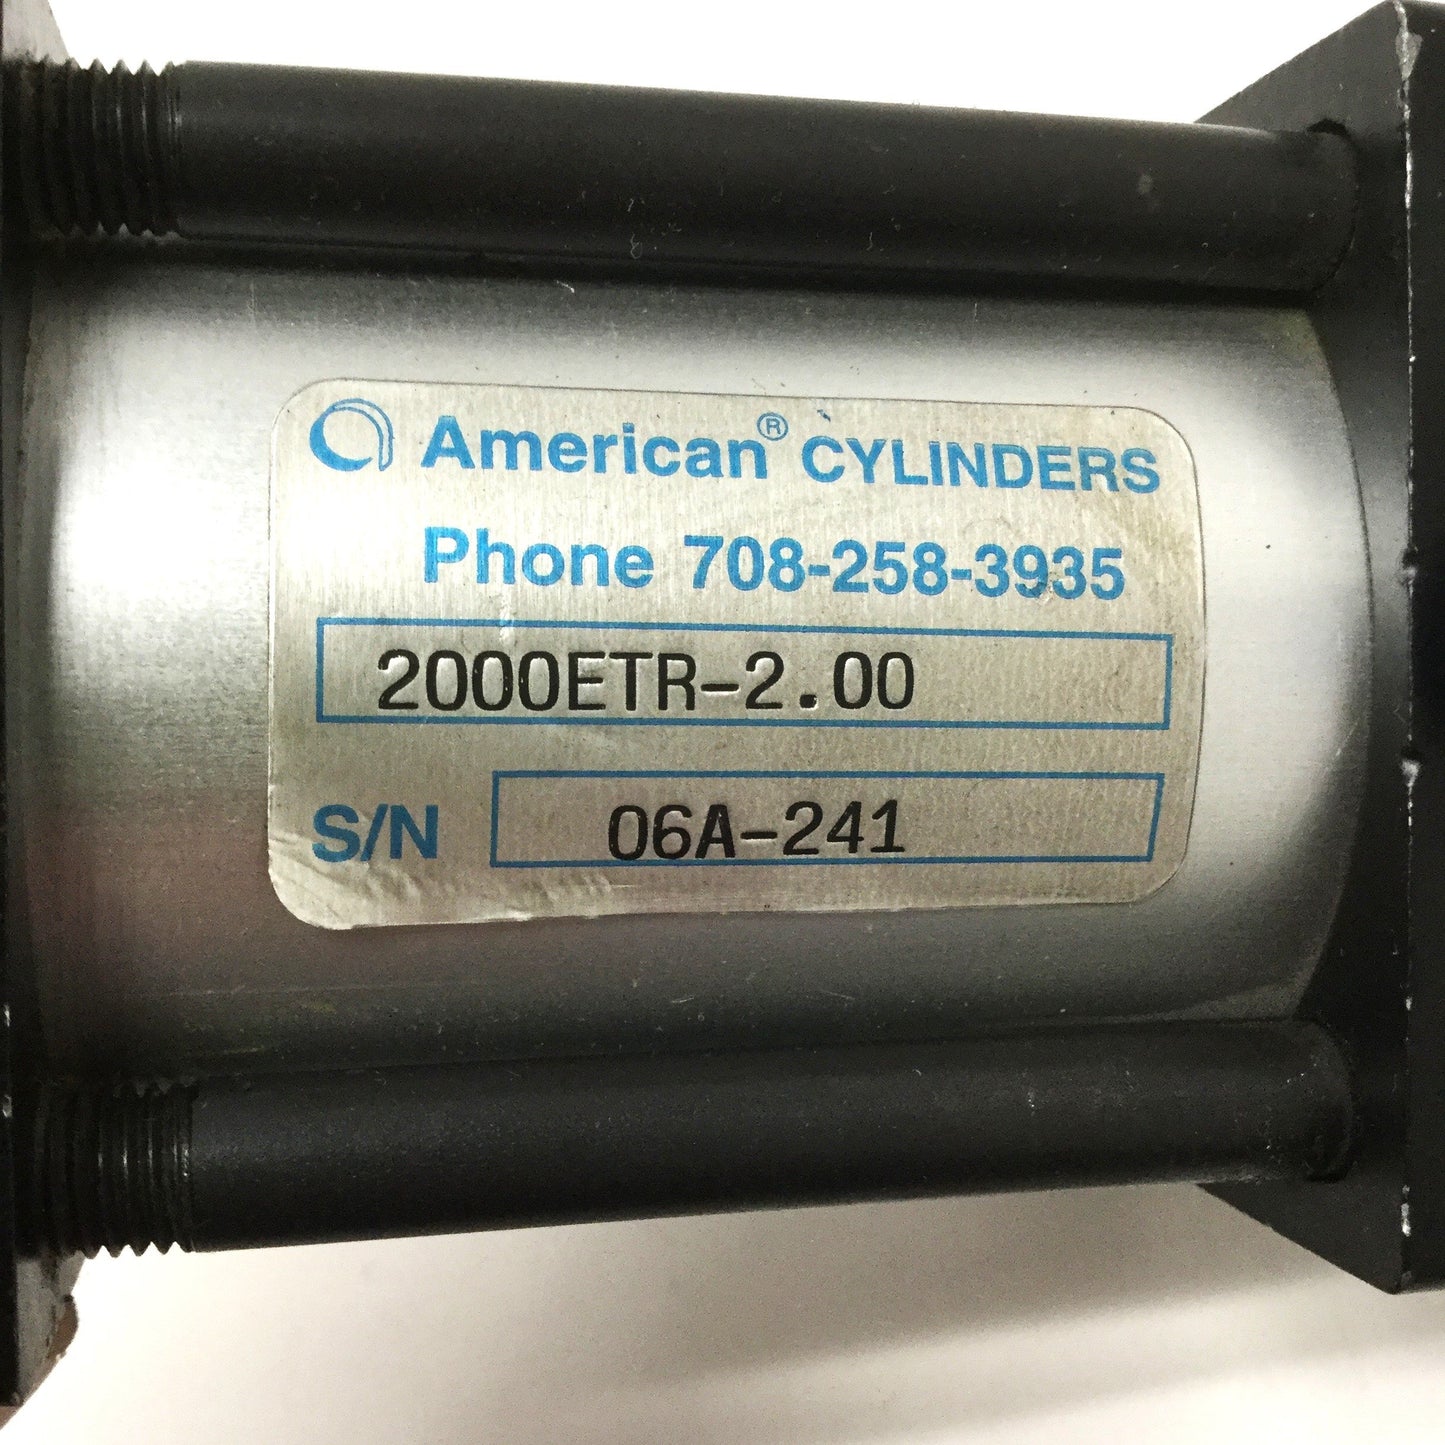 American® CYLINDERS
Phone 708-258-3935
2000ETR-2.00
S/N 06A-241